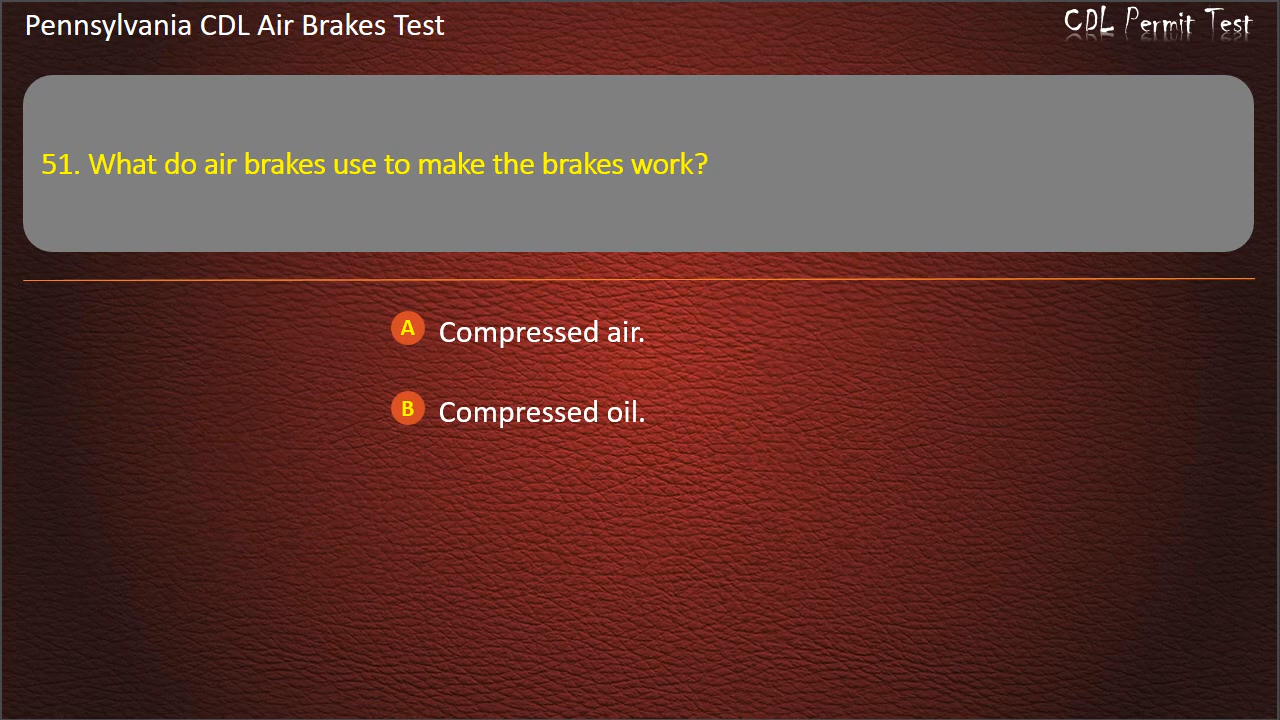 Pennsylvania CDL Air Brakes Test
CDL Permit Test
51. What do air brakes use to make the brakes work?
A Compressed air.
B Compressed oil.